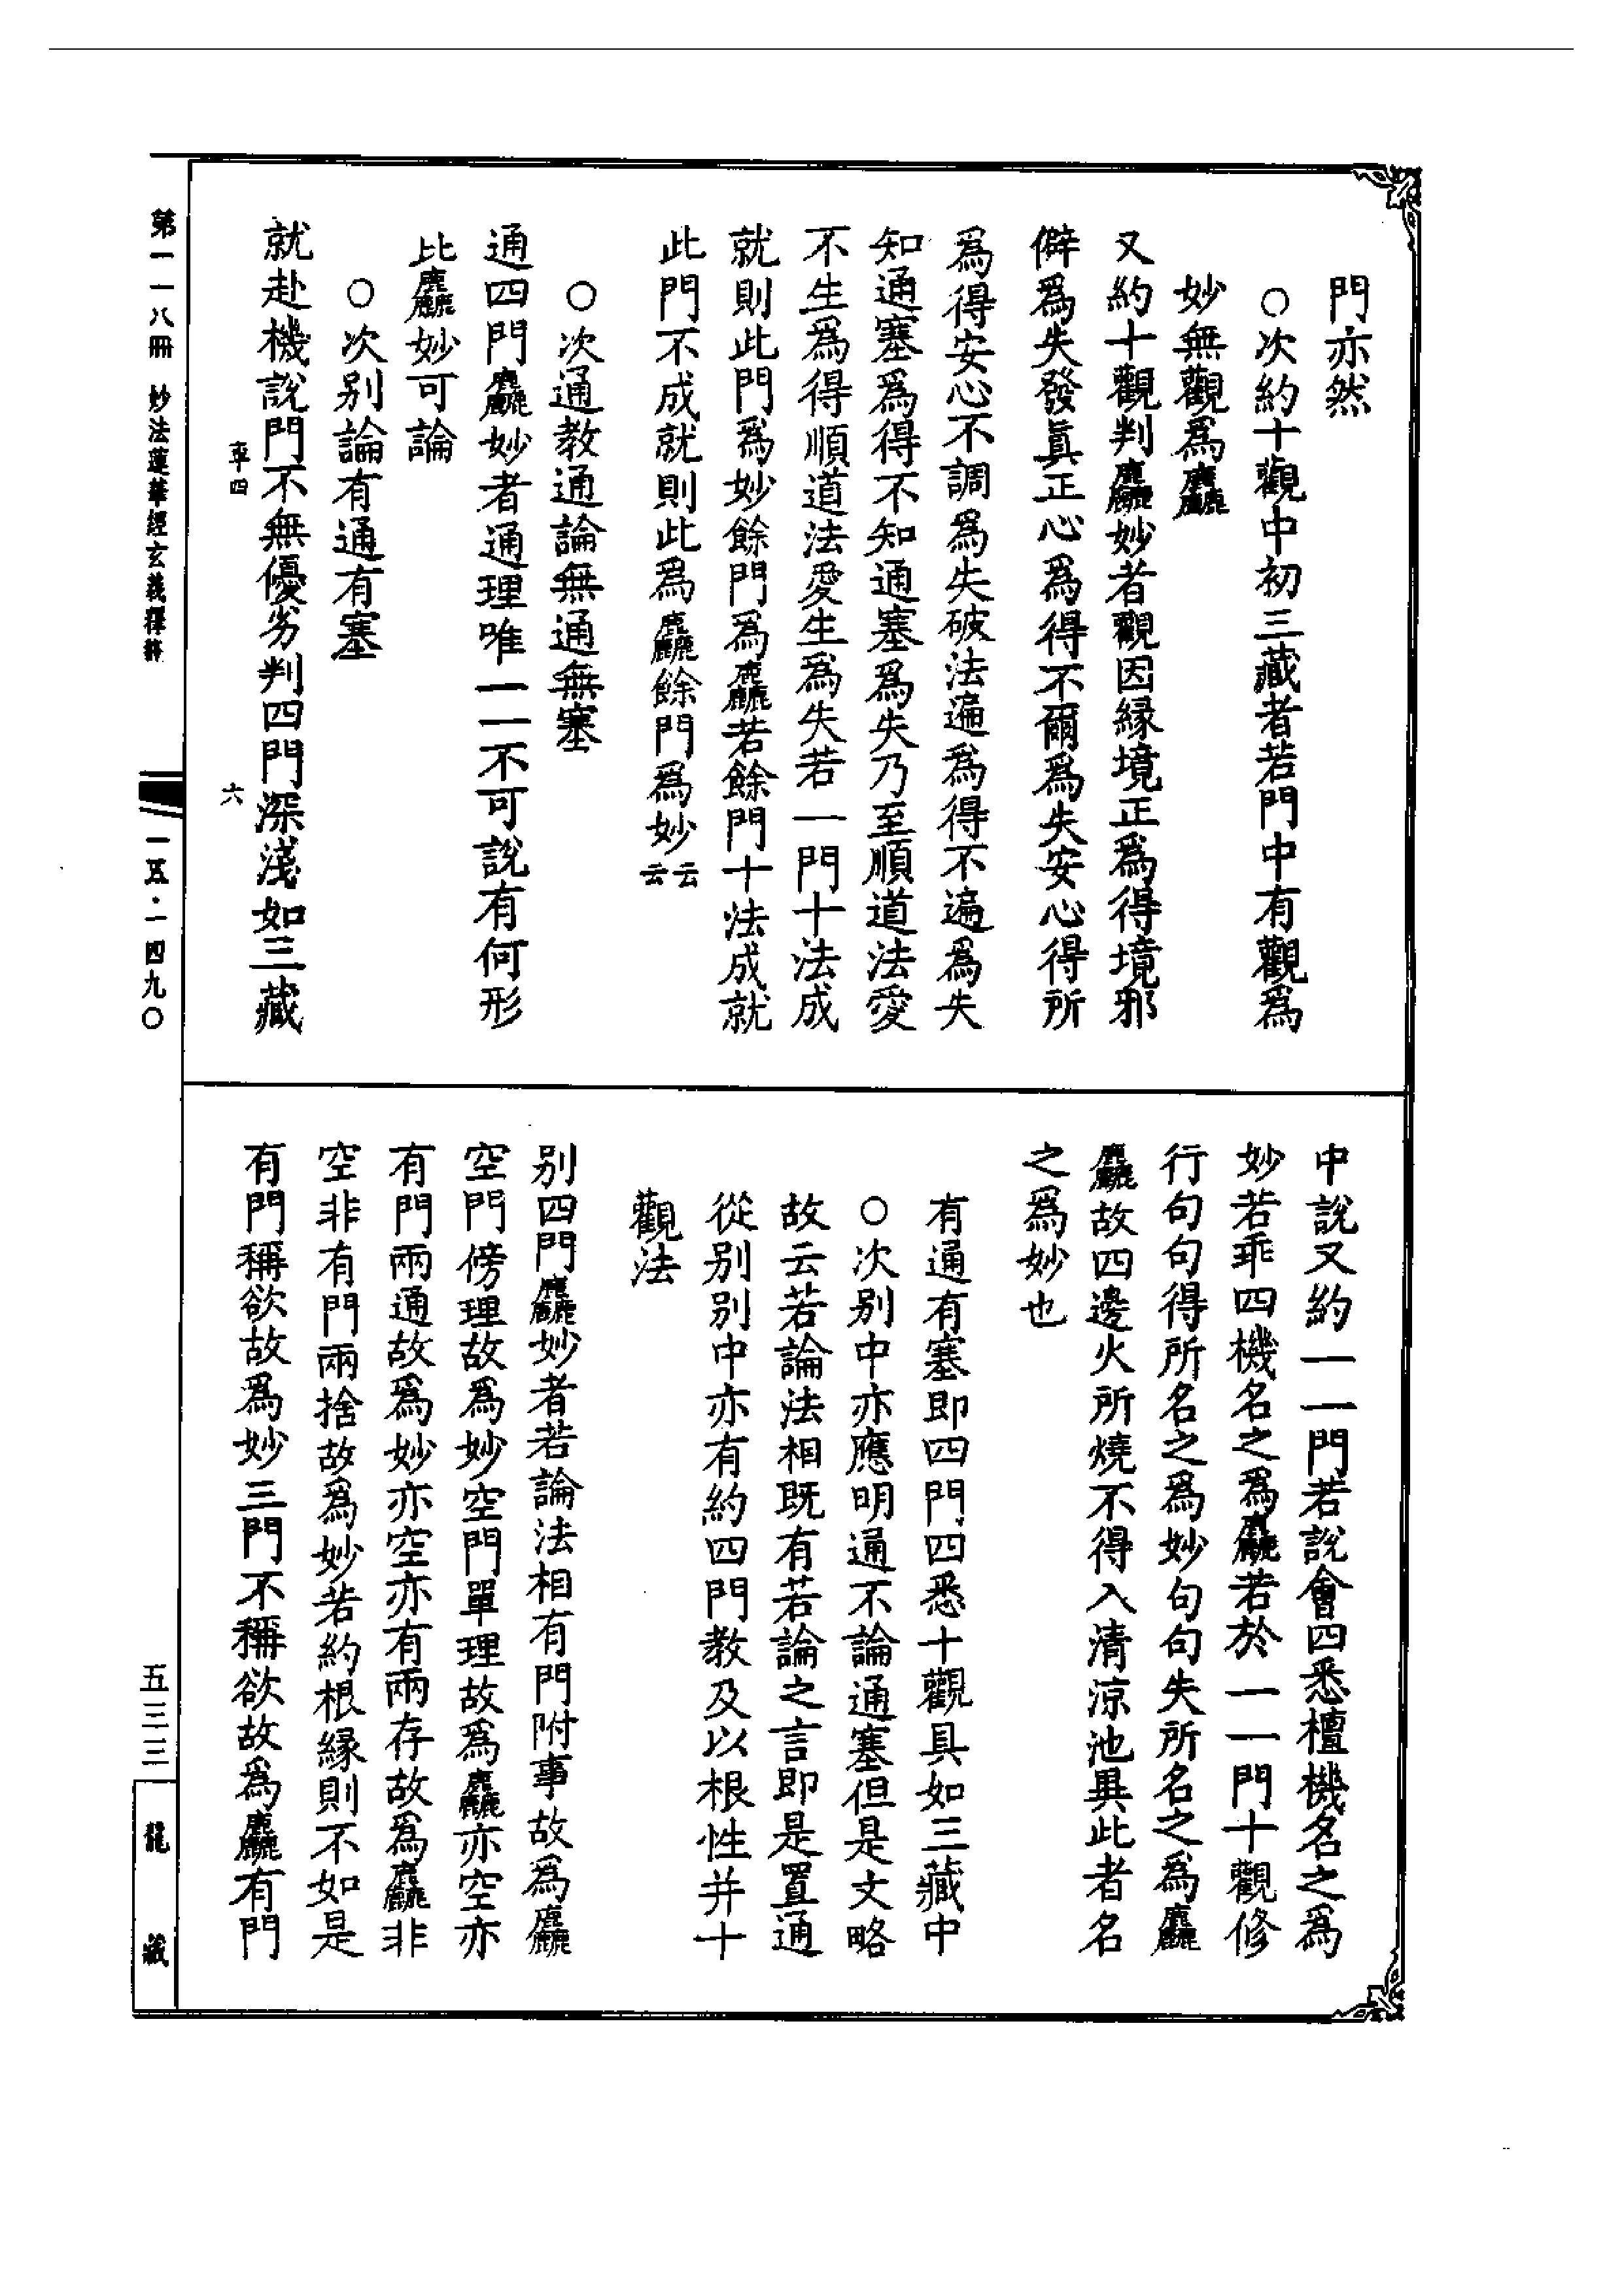 門亦然
○次約十觀中初三藏者若門中有觀爲
妙無觀爲麤
又約十觀判麤妙者觀因緣境正爲得境邪
僻爲失發眞正心爲得不爾爲失安心得所
爲得安心不調爲失破法遍爲得不遍爲失
知通塞爲得不知通塞爲失乃至順道法愛
不生爲得順道法愛生爲失若一門十法成
就則此門爲妙餘門爲麤若餘門十法成就
此門不成就則此爲麤餘門爲妙云云
○次通教通論無通無塞
通四門麤妙者通理唯一一不可說有何形
比麤妙可論
○次別論有通有塞
就赴機說門不無優劣判四門深淺如三藏
中說又約一一門若說會四悉檀機名之爲
妙若乖四機名之爲麤若於一一門十觀修
行句句得所名之爲妙句句失所名之爲麤
麤故四邊火所燒不得入清涼池異此者名
之爲妙也
有通有塞即四門四悉十觀具如三藏中
○次別中亦應明通不論通塞但是文略
故云若論法相既有若論之言即是置通
從別別中亦有約四門教及以根性并十
觀法
別四門麤妙者若論法相有門附事故爲麤
空門傍理故爲妙空門單理故爲麤亦空亦
有門兩通故爲妙亦空亦有兩存故爲麤非
空非有門兩捨故爲妙若約根緣則不如是
有門稱欲故爲妙三門不稱欲故爲麤有門
第一一八冊 妙法蓮華經玄義釋籤
率四
六
一五·一四九〇
五三三
龍藏